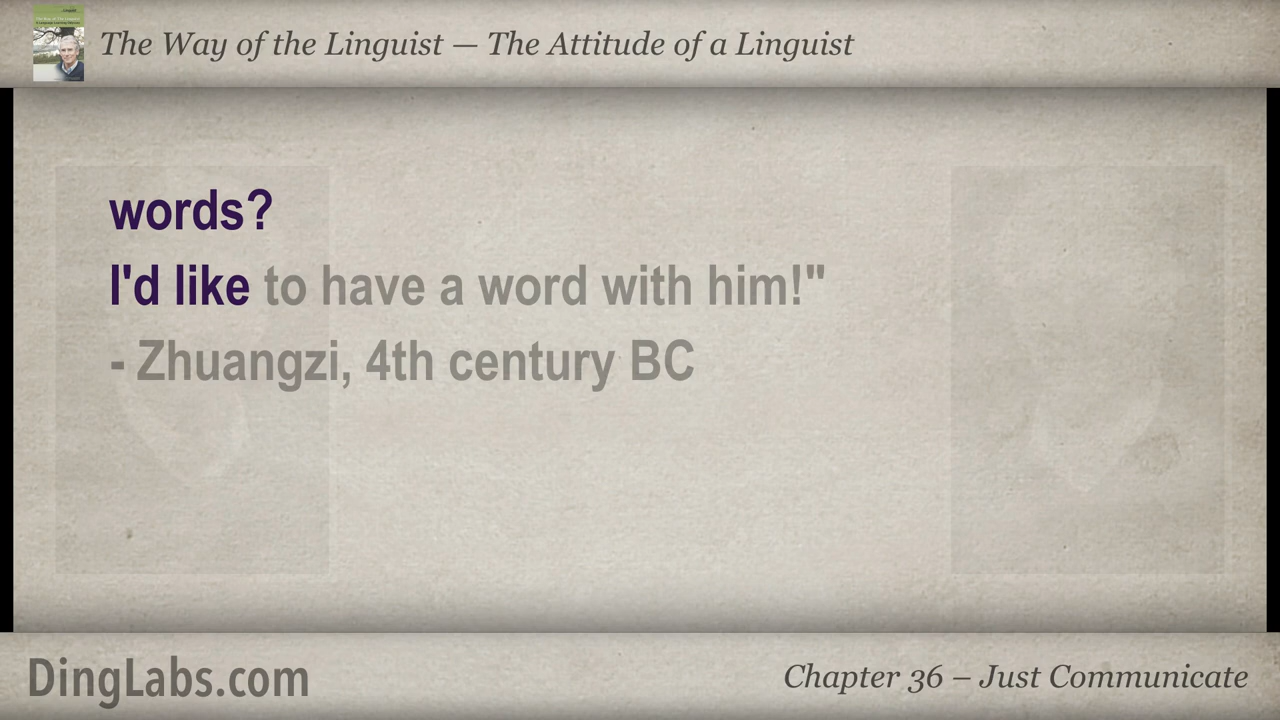 The Way of the Linguist — The Attitude of a Linguist
words?
I'd like to have a word with him!"
- Zhuangzi, 4th century BC
DingLabs.com
Chapter 36 – Just Communicate